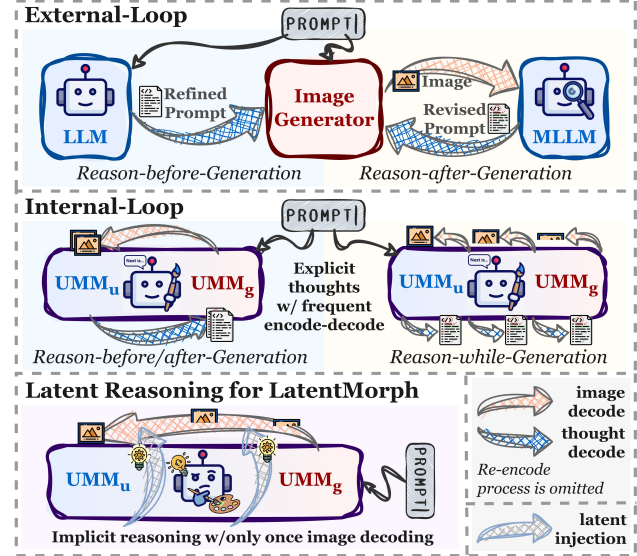 External-Loop
PROMPT
LLM
Refined
Prompt
Image
Generator
Image
Revised
Prompt
MLLM
Reason-before-Generation
Reason-after-Generation
Internal-Loop
PROMPT
UMMu
Next is...
UMMg
Explicit
thoughts
w/ frequent
encode-decode
UMMu
Next is...
UMMg
Reason-before/after-Generation
Reason-while-Generation
Latent Reasoning for LatentMorph
UMMu
UMMg
PROMPT
Implicit reasoning w/only once image decoding
image
decode
thought
decode
Re-encode
process is omitted
latent
injection